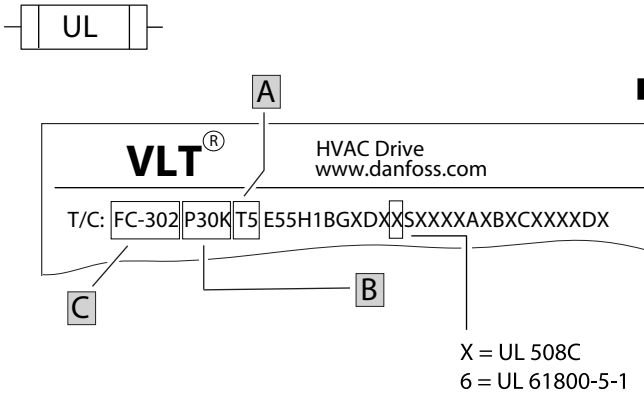 UL
A
VLT®
HVAC Drive
www.danfoss.com
T/C: FC-302 P30K T5 E55H1BGXDXXSXXXXAXBXCXXXXDX
C
B
X = UL 508C
6 = UL 61800-5-1